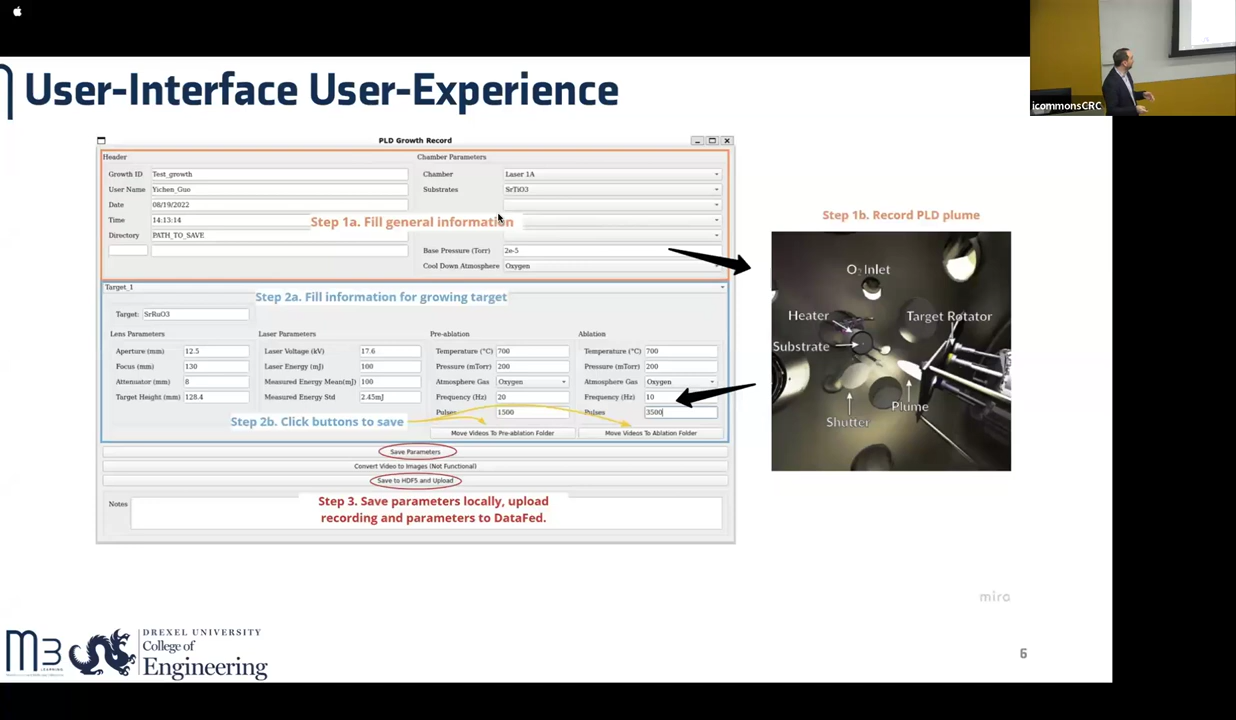 User-Interface User-Experience
icommonsCRC
PLD Growth Record
Header
Chamber Parameters
Growth ID Test_growth
Chamber Laser 1A
User Name Yichen_Guo
Substrates SrTiO3
Date 08/19/2022
Time 14:13:14
Step 1a. Fill general information
Directory PATH_TO_SAVE
Base Pressure (Torr) 2e-5
Cool Down Atmosphere Oxygen
Target_1
Step 2a. Fill information for growing target
Target: SrRuO3
Lens Parameters
Aperture (mm) 12.5
Focus (mm) 130
Attenuator (mm) 8
Target Height (mm) 128.4
Laser Parameters
Laser Voltage (kV) 17.6
Laser Energy (mJ) 100
Measured Energy Mean(mJ) 100
Measured Energy Std 2.45mJ
Pre-ablation
Temperature (°C) 700
Pressure (mTorr) 200
Atmosphere Gas Oxygen
Frequency (Hz) 20
Pulses 1500
Ablation
Temperature (°C) 700
Pressure (mTorr) 200
Atmosphere Gas Oxygen
Frequency (Hz) 10
Pulses 3500
Step 2b. Click buttons to save
Move Videos To Pre-ablation Folder
Move Videos To Ablation Folder
Save Parameters
Convert Video to Images (Not Functional)
Save to HDF5 and Upload
Notes
Step 3. Save parameters locally, upload
recording and parameters to DataFed.
Step 1b. Record PLD plume
O2 Inlet
Heater
Target Rotator
Substrate
Plume
Shutter
mira
M3
LEARNING
DREXEL UNIVERSITY
College of
Engineering
6